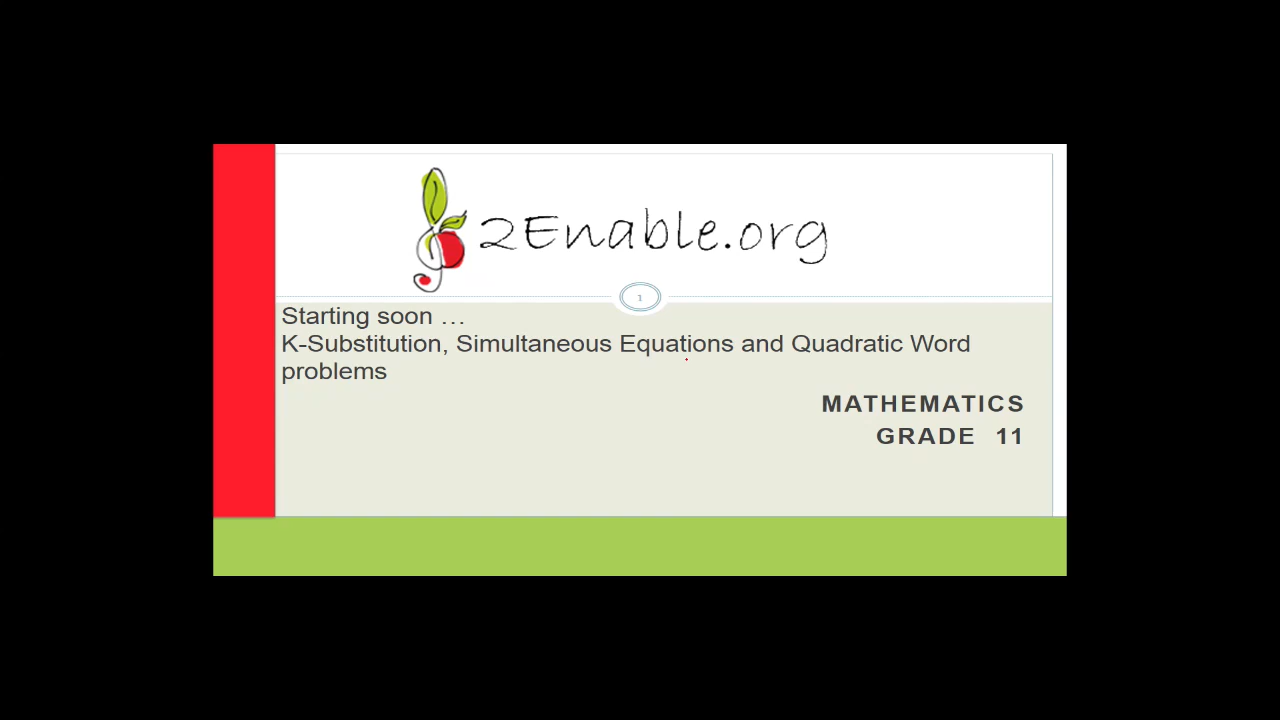 2Enable.org
1
Starting soon …
K-Substitution, Simultaneous Equations and Quadratic Word
problems
MATHEMATICS
GRADE 11